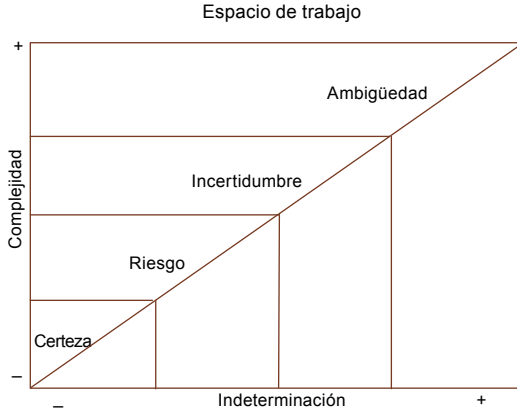 Espacio de trabajo
+
Ambigüedad
Incertidumbre
Complejidad
Riesgo
Certeza
–
–
Indeterminación
+